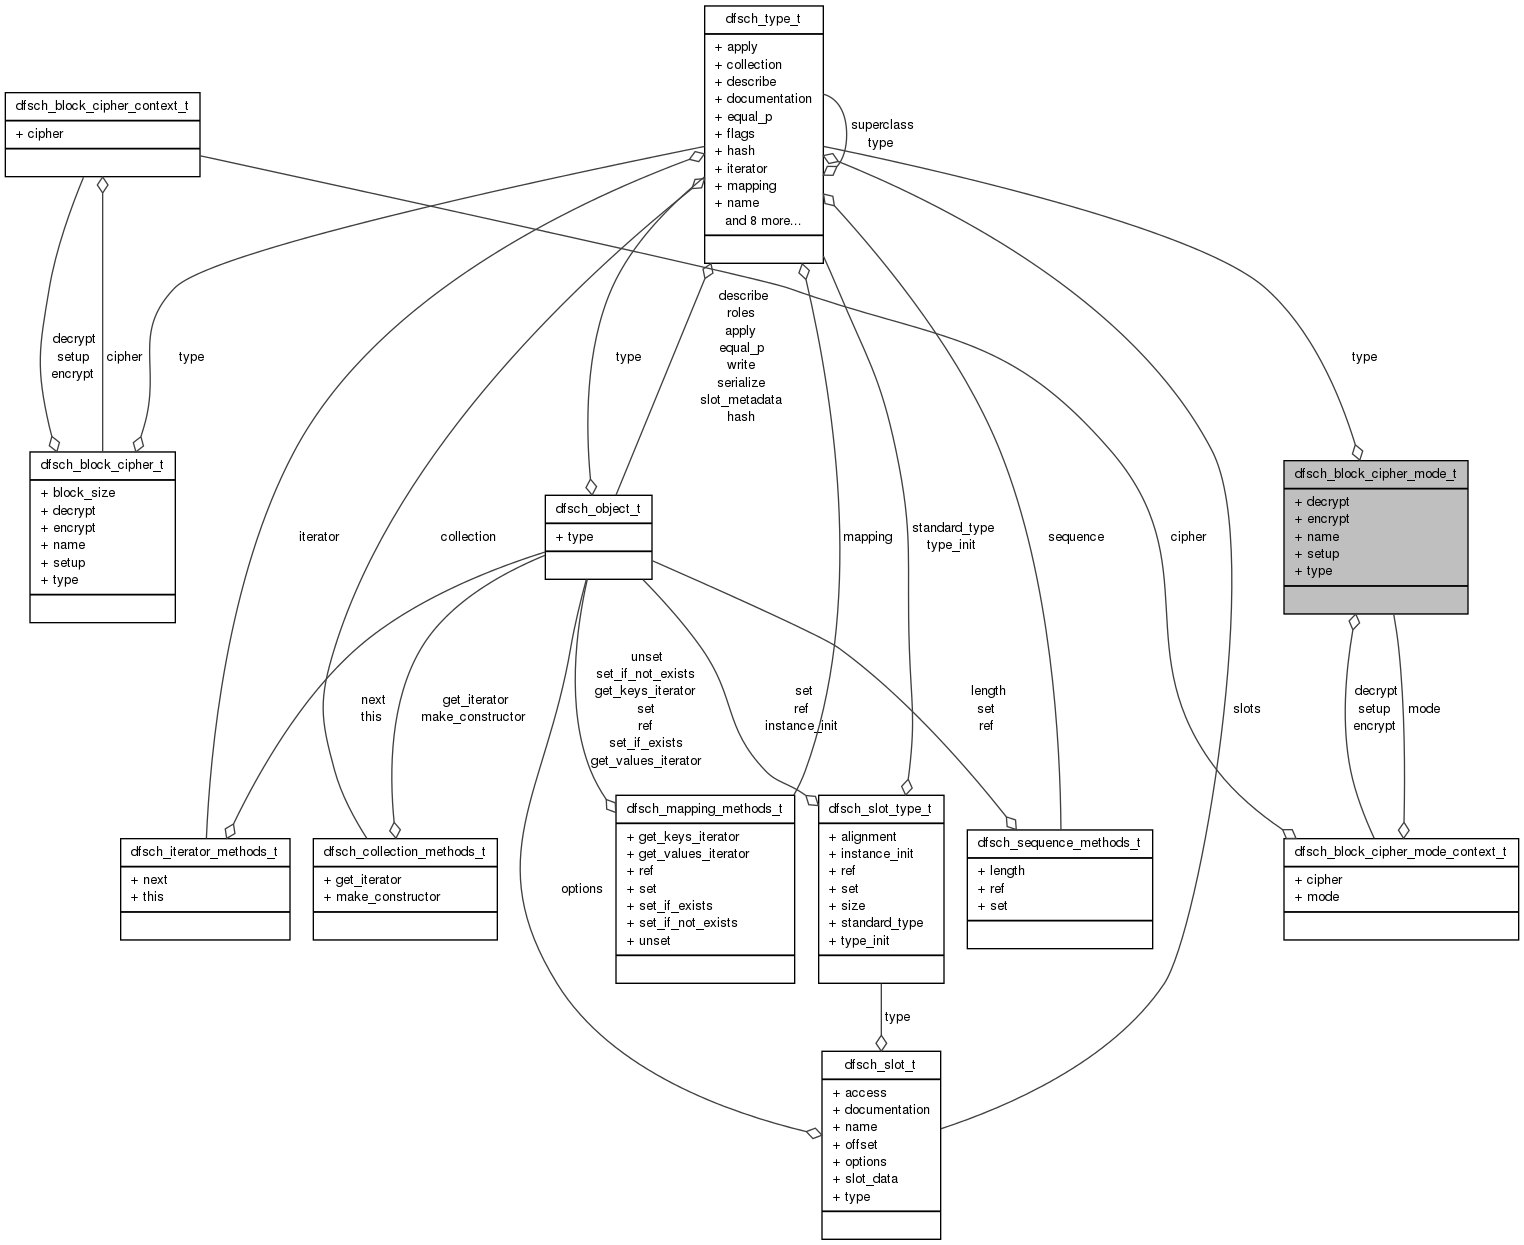 dfsch_type_t
+ apply
+ collection
+ describe
+ documentation
+ equal_p
+ flags
+ hash
+ iterator
+ mapping
+ name
and 8 more...
superclass
type
dfsch_block_cipher_context_t
+ cipher
decrypt
setup
encrypt
cipher
type
type
describe
roles
apply
equal_p
write
serialize
slot_metadata
hash
type
dfsch_block_cipher_t
+ block_size
+ decrypt
+ encrypt
+ name
+ setup
+ type
iterator
collection
dfsch_object_t
+ type
mapping
standard_type
type_init
sequence
cipher
dfsch_block_cipher_mode_t
+ decrypt
+ encrypt
+ name
+ setup
+ type
next
this
get_iterator
make_constructor
unset
set_if_not_exists
get_keys_iterator
set
ref
set_if_exists
get_values_iterator
set
ref
instance_init
length
set
ref
slots
decrypt
setup
encrypt
mode
dfsch_iterator_methods_t
+ next
+ this
dfsch_collection_methods_t
+ get_iterator
+ make_constructor
options
dfsch_mapping_methods_t
+ get_keys_iterator
+ get_values_iterator
+ ref
+ set
+ set_if_exists
+ set_if_not_exists
+ unset
dfsch_slot_type_t
+ alignment
+ instance_init
+ ref
+ set
+ size
+ standard_type
+ type_init
dfsch_sequence_methods_t
+ length
+ ref
+ set
dfsch_block_cipher_mode_context_t
+ cipher
+ mode
type
dfsch_slot_t
+ access
+ documentation
+ name
+ offset
+ options
+ slot_data
+ type